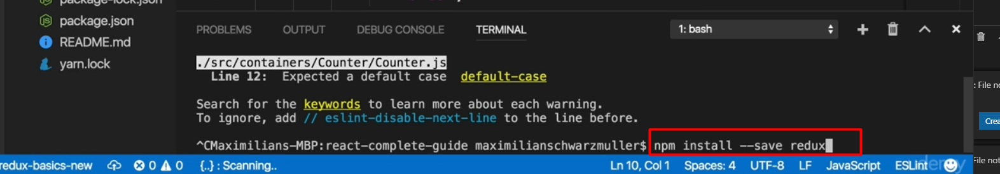 package-lock.json
package.json
README.md
yarn.lock
PROBLEMS OUTPUT DEBUG CONSOLE TERMINAL 1: bash
./src/containers/Counter/Counter.js
Line 12: Expected a default case default-case
Search for the keywords to learn more about each warning.
To ignore, add // eslint-disable-next-line to the line before.
^CMaximilians-MBP:react-complete-guide maximilianschwarzmuller$ npm install --save redux
: File
redux-basics-new 0 0 {..} : Scanning.. Ln 10, Col 1 Spaces: 4 UTF-8 LF JavaScript ESLint
File not